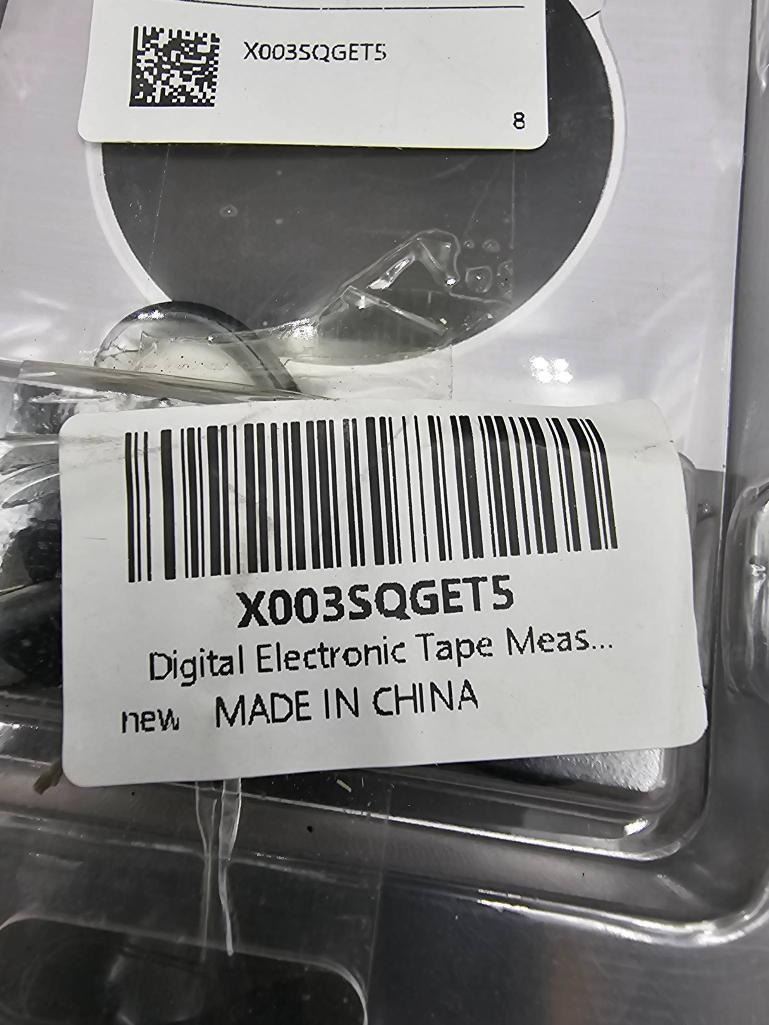 X003SQGET5
8
X003SQGET5
Digital Electronic Tape Meas...
new MADE IN CHINA